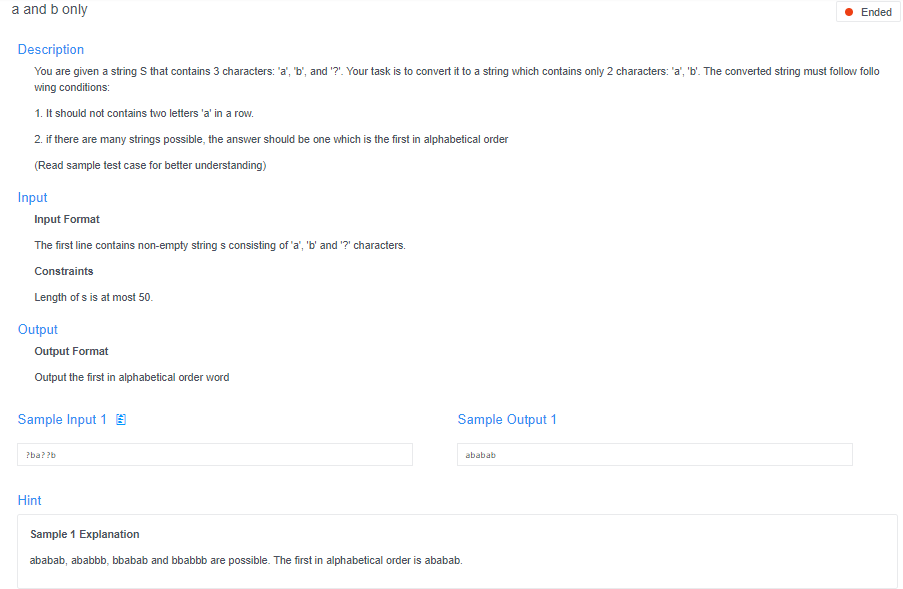 a and b only
Ended
Description
You are given a string S that contains 3 characters: 'a', 'b', and '?'. Your task is to convert it to a string which contains only 2 characters: 'a', 'b'. The converted string must follow follo
wing conditions:
1. It should not contains two letters 'a' in a row.
2. if there are many strings possible, the answer should be one which is the first in alphabetical order
(Read sample test case for better understanding)
Input
Input Format
The first line contains non-empty string s consisting of 'a', 'b' and '?' characters.
Constraints
Length of s is at most 50.
Output
Output Format
Output the first in alphabetical order word
Sample Input 1
?ba??b
Sample Output 1
ababab
Hint
Sample 1 Explanation
ababab, ababbb, bbabab and bbabbb are possible. The first in alphabetical order is ababab.